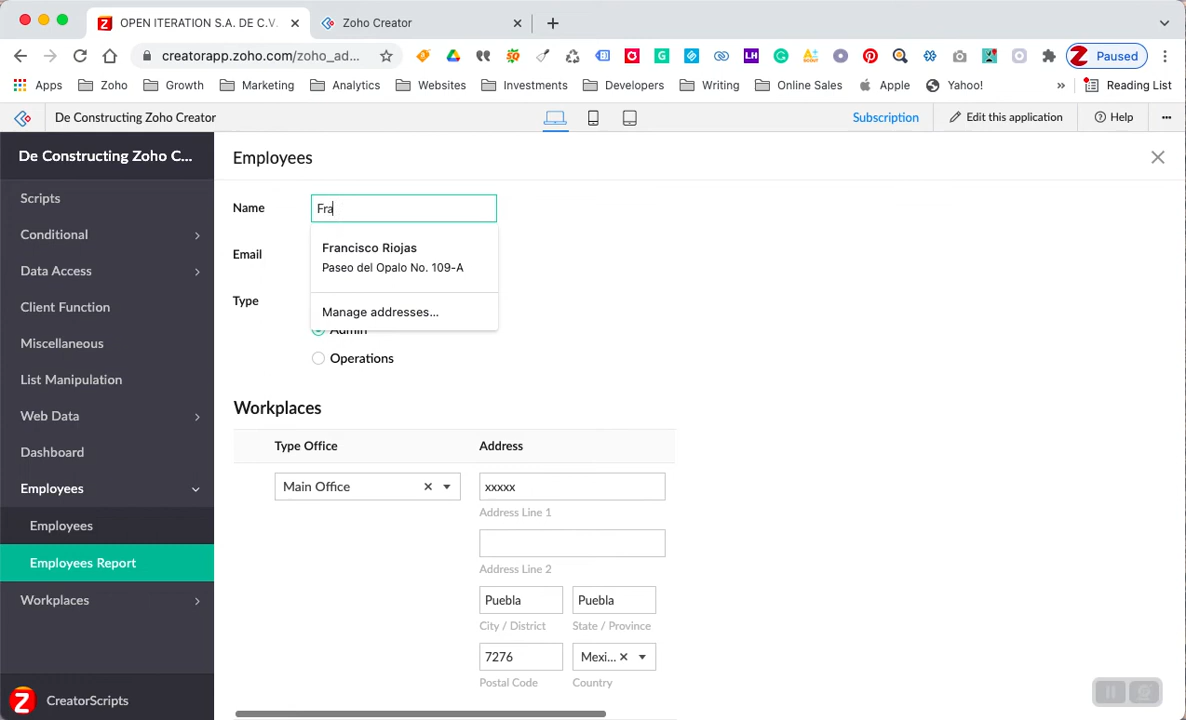 OPEN ITERATION S.A. DE C.V.
Zoho Creator
creatorapp.zoho.com/zoho_ad...
Paused
Apps
Zoho
Growth
Marketing
Analytics
Websites
Investments
Developers
Writing
Online Sales
Apple
Yahoo!
»
Reading List
De Constructing Zoho Creator
Subscription
Edit this application
Help
De Constructing Zoho C...
Scripts
Conditional
Data Access
Client Function
Miscellaneous
List Manipulation
Web Data
Dashboard
Employees
Employees
Employees Report
Workplaces
CreatorScripts
Employees
Name
Fra
Francisco Riojas
Paseo del Opalo No. 109-A
Manage addresses...
Email
Type
Admin
Operations
Workplaces
Type Office
Address
Main Office
xxxxx
Address Line 1
Address Line 2
Puebla
Puebla
City / District
State / Province
7276
Mexi...
Postal Code
Country